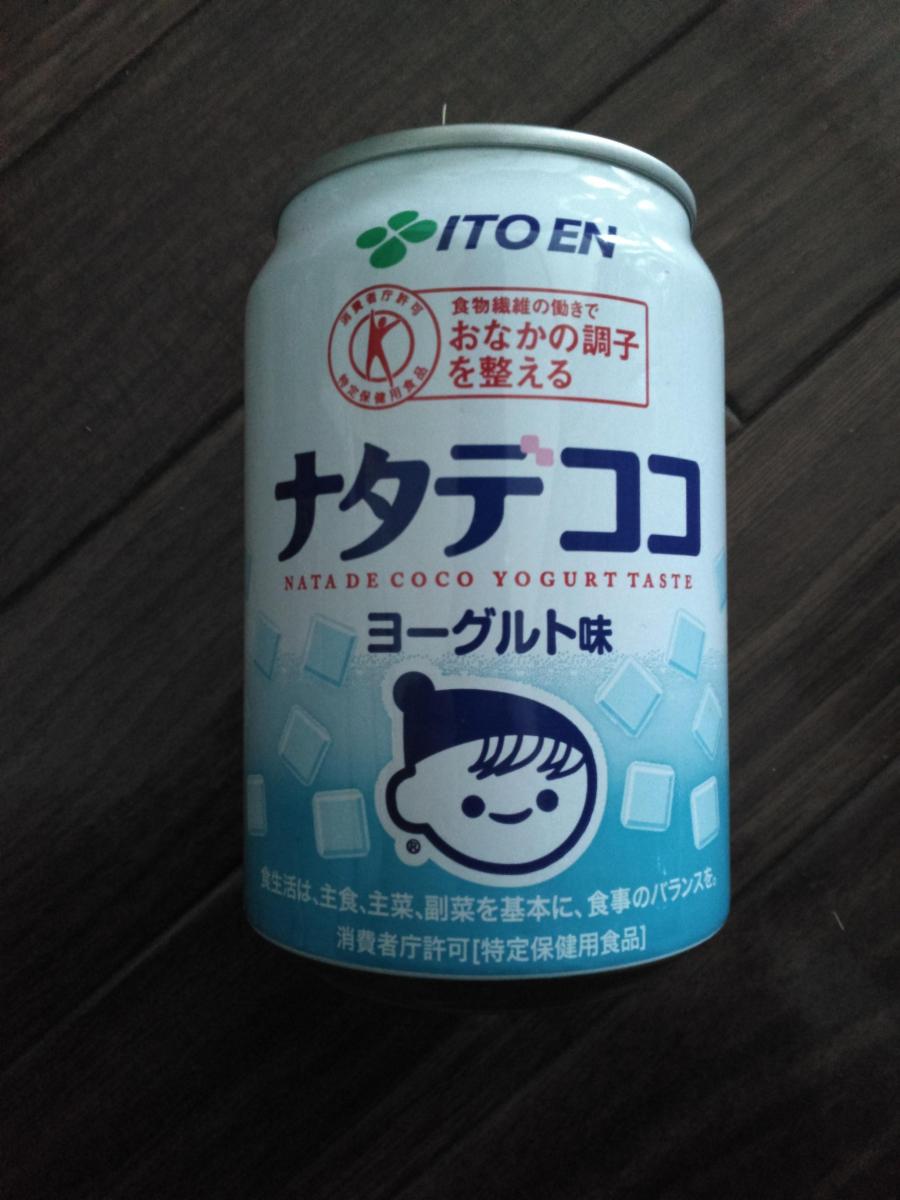 ITO EN
消費者庁許可
特定保健用食品
食物繊維の働きで
おなかの調子
を整える
ナタデココ
NATA DE COCO YOGURT TASTE
ヨーグルト味
®
食生活は、主食、主菜、副菜を基本に、食事のバランスを。
消費者庁許可[特定保健用食品]